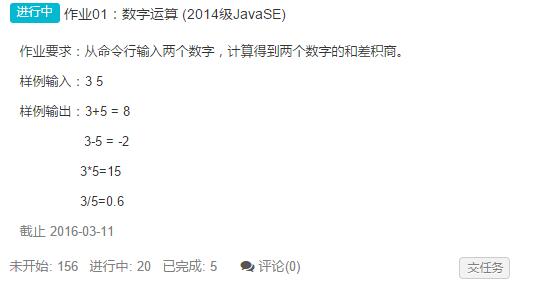 进行中 作业01：数字运算 (2014级JavaSE)
作业要求：从命令行输入两个数字，计算得到两个数字的和差积商。
样例输入：3 5
样例输出：3+5 = 8
3-5 = -2
3*5=15
3/5=0.6
截止 2016-03-11
未开始: 156 进行中: 20 已完成: 5 评论(0) 交任务